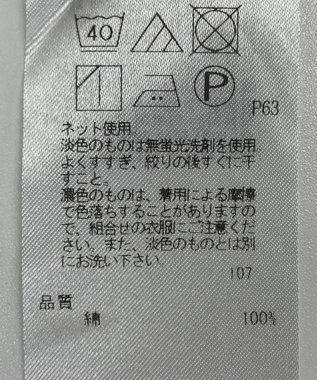 40
P
P63
ネット使用
淡色のものは無蛍光洗剤を使用、
よくすすぎ、絞りの後すぐに干
すこと。
濃色のものは、着用による摩擦
で色落ちすることがありますの
で、組合せの衣服にご注意くだ
さい。また、淡色のものとは別
にお洗い下さい。
107
品質
綿 100%